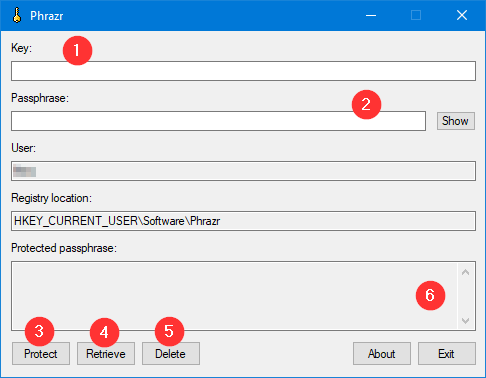 Phrazr
Key:
1
Passphrase:
2
Show
User:
Registry location:
HKEY_CURRENT_USER\Software\Phrazr
Protected passphrase:
6
3
4
5
Protect
Retrieve
Delete
About
Exit